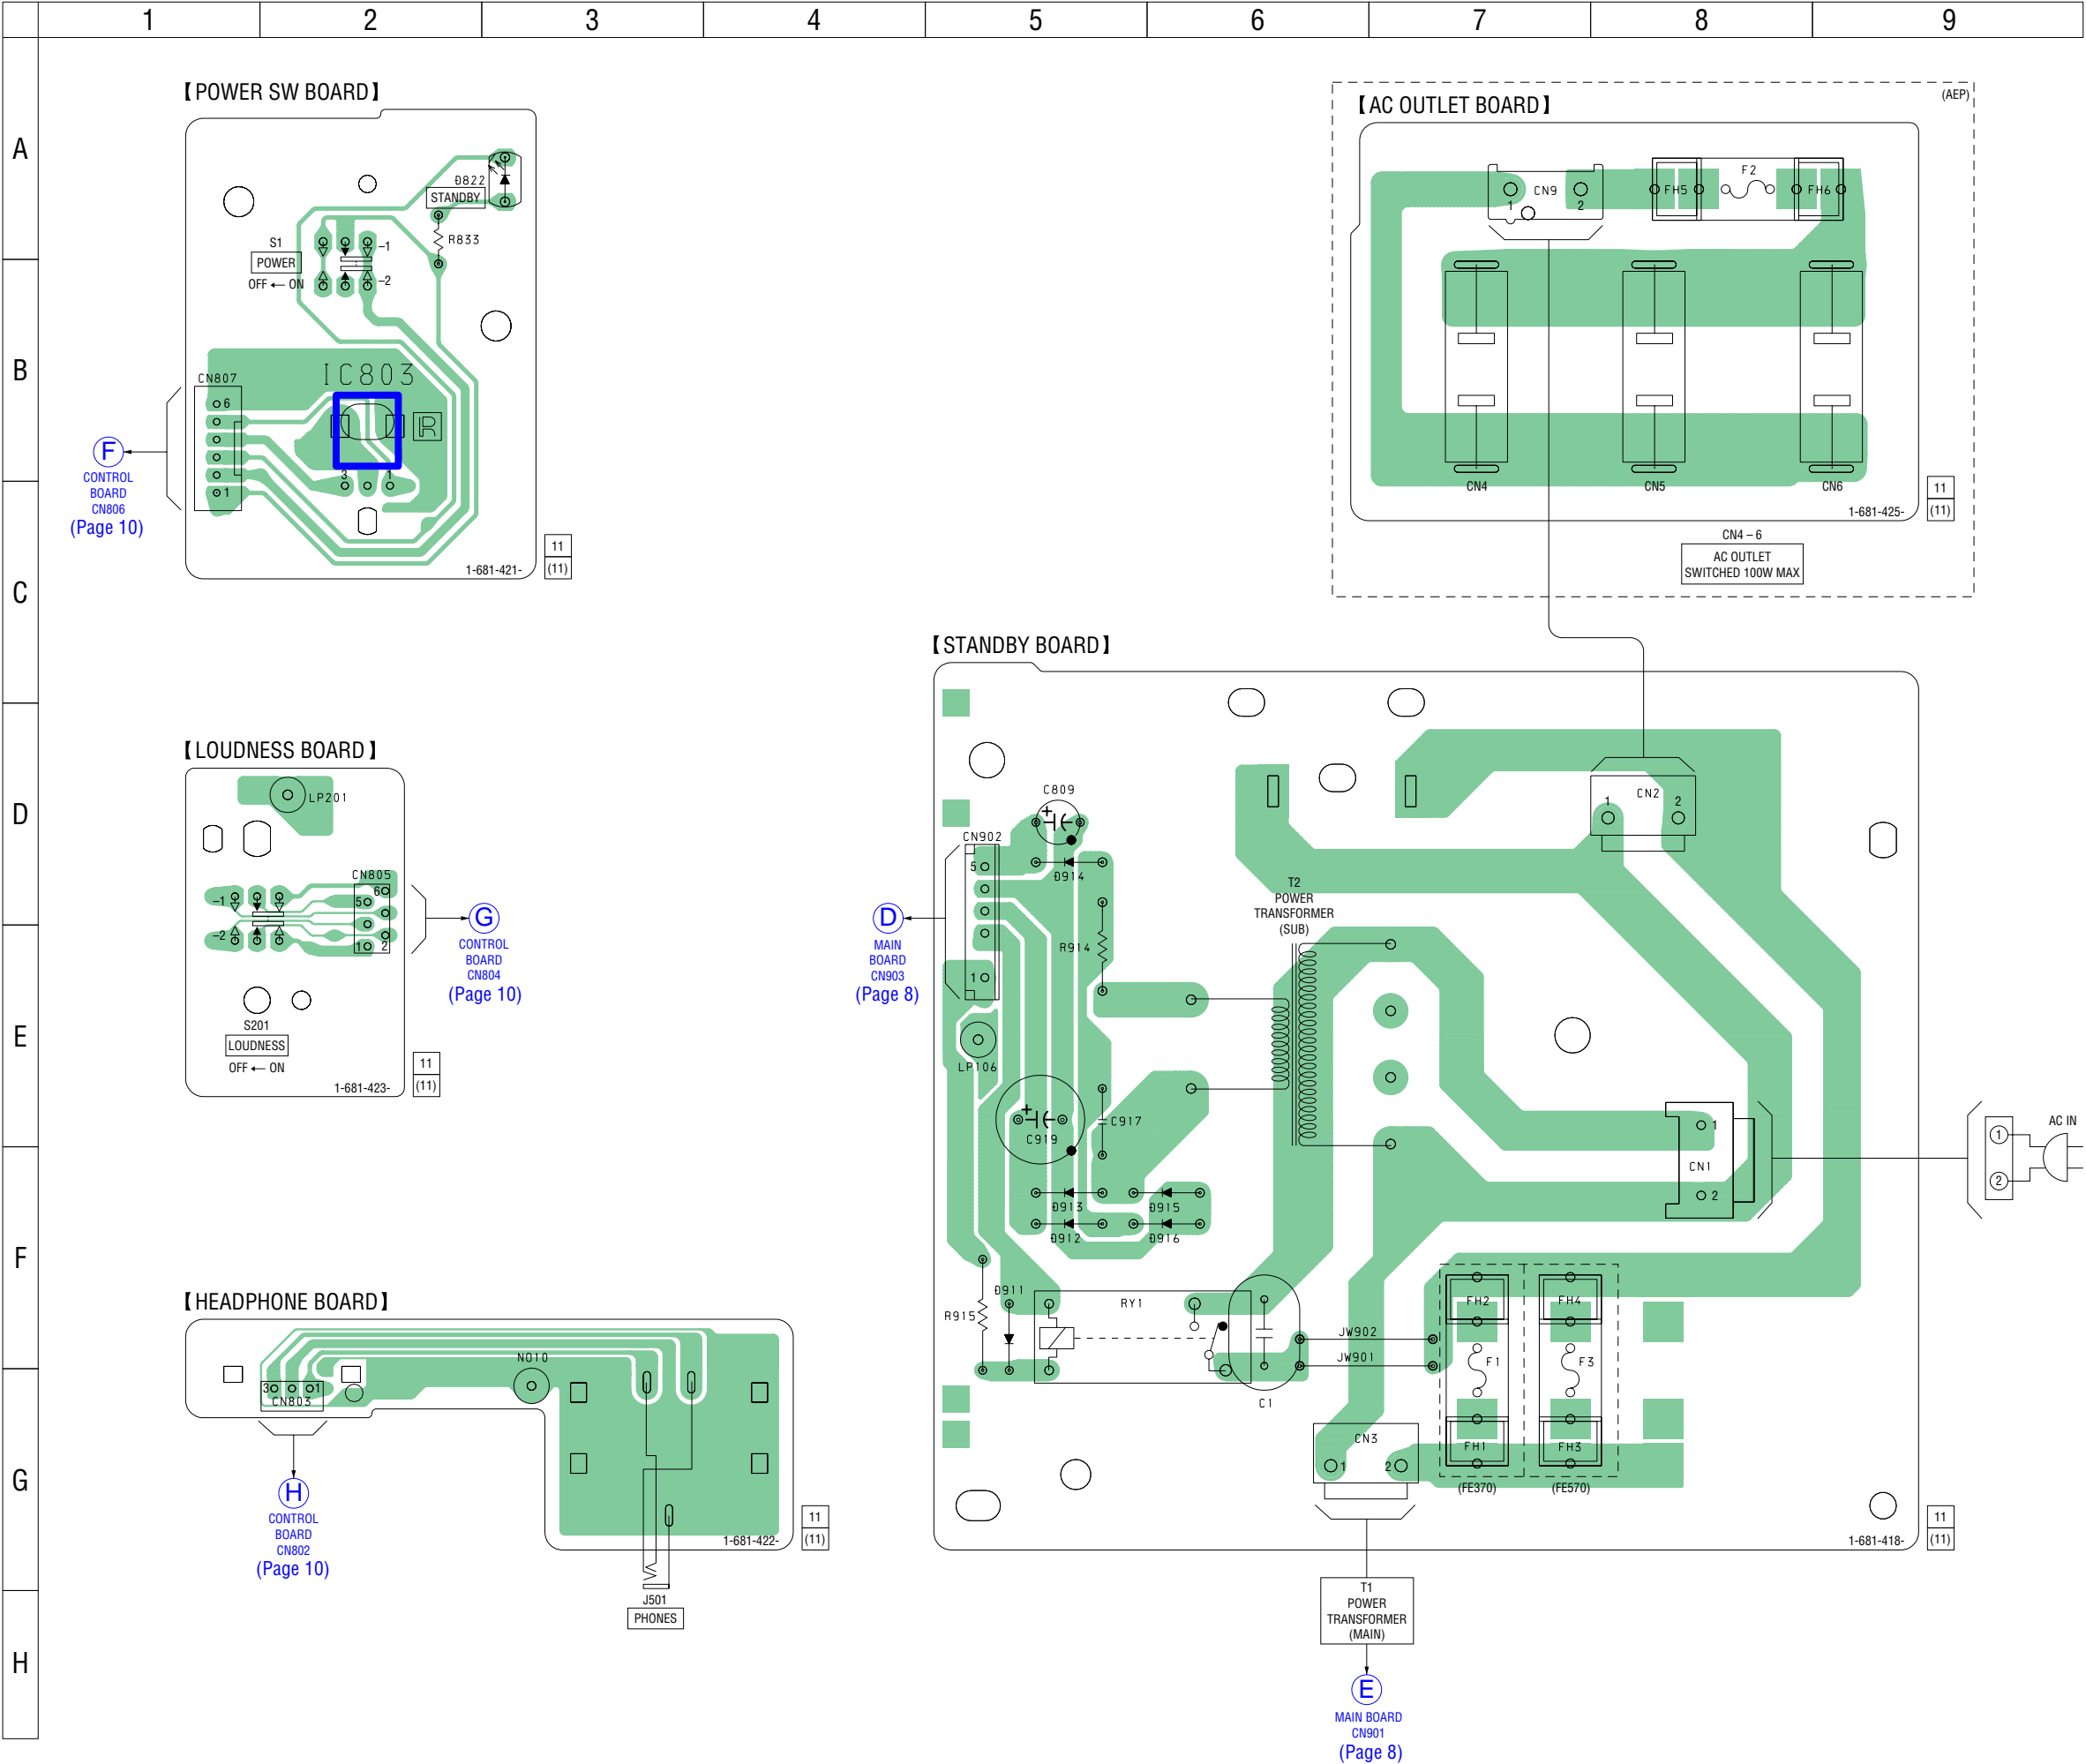 1 2 3 4 5 6 7 8 9
A
B
C
D
E
F
G
H
【POWER SW BOARD】
D822
STANDBY
R833
S1
POWER
OFF ← ON
–1
–2
CN807
6
1
IC803
R
3 1
F
CONTROL
BOARD
CN806
(Page 10)
1-681-421-
11
(11)
(AEP)
【AC OUTLET BOARD】
CN9
1 2
FH5
F2
FH6
CN4
CN5
CN6
1-681-425-
11
(11)
CN4 – 6
AC OUTLET
SWITCHED 100W MAX
【LOUDNESS BOARD】
LP201
CN805
6
5
1 2
–1
–2
G
CONTROL
BOARD
CN804
(Page 10)
S201
LOUDNESS
OFF ← ON
1-681-423-
11
(11)
【STANDBY BOARD】
C809
+
CN902
5
1
D914
R914
D
MAIN
BOARD
CN903
(Page 8)
LP106
+
C919
C917
D913
D915
D912
D916
D911
R915
RY1
C1
JW902
JW901
T2
POWER
TRANSFORMER
(SUB)
CN2
1 2
CN1
1
2
AC IN
1
2
FH2
FH4
F1
F3
FH1
FH3
(FE370)
(FE570)
CN3
1 2
1-681-418-
11
(11)
T1
POWER
TRANSFORMER
(MAIN)
E
MAIN BOARD
CN901
(Page 8)
【HEADPHONE BOARD】
NO10
3 1
CN803
H
CONTROL
BOARD
CN802
(Page 10)
1-681-422-
11
(11)
J501
PHONES